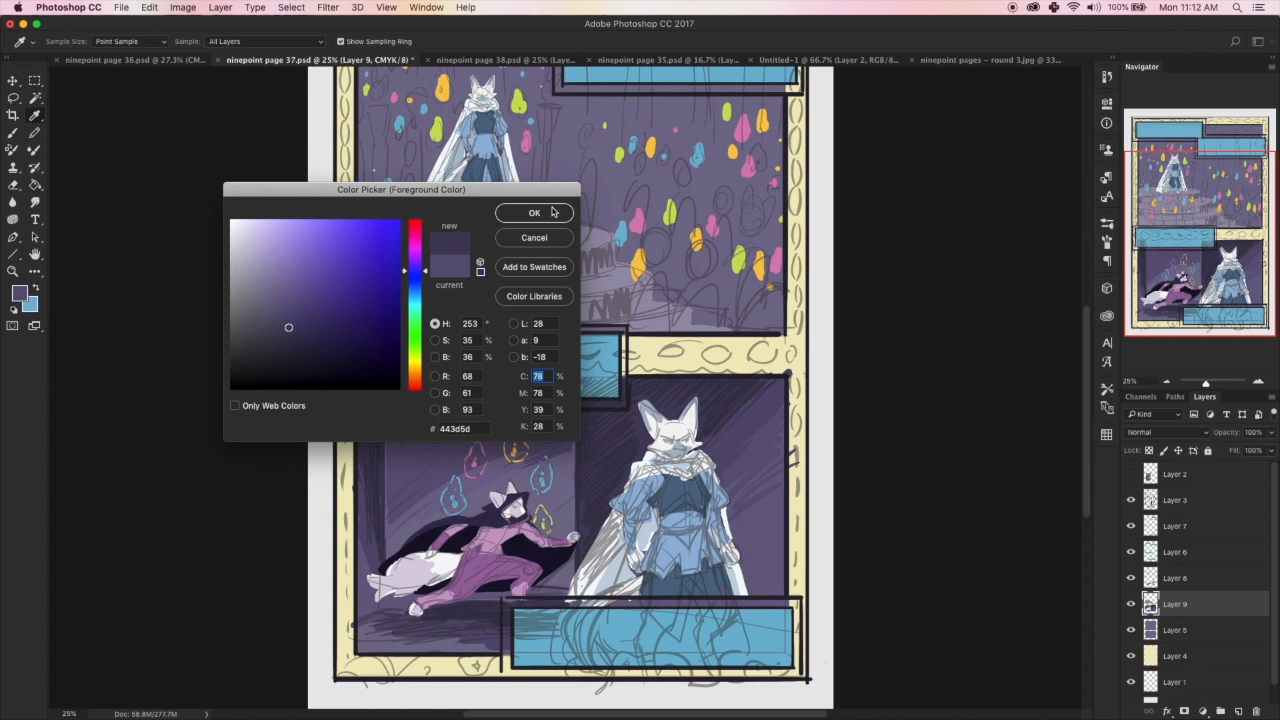 Photoshop CC File Edit Image Layer Type Select Filter 3D View Window Help 100% Mon 11:12 AM
Adobe Photoshop CC 2017
Sample Size: Point Sample Sample: All Layers Show Sampling Ring
ninepoint page 36.psd @ 27.3% (CM... ninepoint page 37.psd @ 25% (Layer 9, CMYK/8) * ninepoint page 38.psd @ 25% (Layer... ninepoint page 35.psd @ 16.7% (Lay... Untitled-1 @ 66.7% (Layer 2, RGB/8... ninepoint pages - round 3.jpg @ 33...
Navigator
Color Picker (Foreground Color)
new
current
OK
Cancel
Add to Swatches
Color Libraries
H: 253 ° L: 28
S: 35 % a: 9
B: 36 % b: -18
R: 68 C: 78 %
G: 61 M: 78 %
B: 93 Y: 39 %
# 443d5d K: 28 %
Only Web Colors
25%
Channels Paths Layers
Kind
Normal Opacity: 100%
Lock: Fill: 100%
Layer 2
Layer 3
Layer 7
Layer 6
Layer 8
Layer 9
Layer 5
Layer 4
Layer 1
25% Doc: 56.8M/277.7M